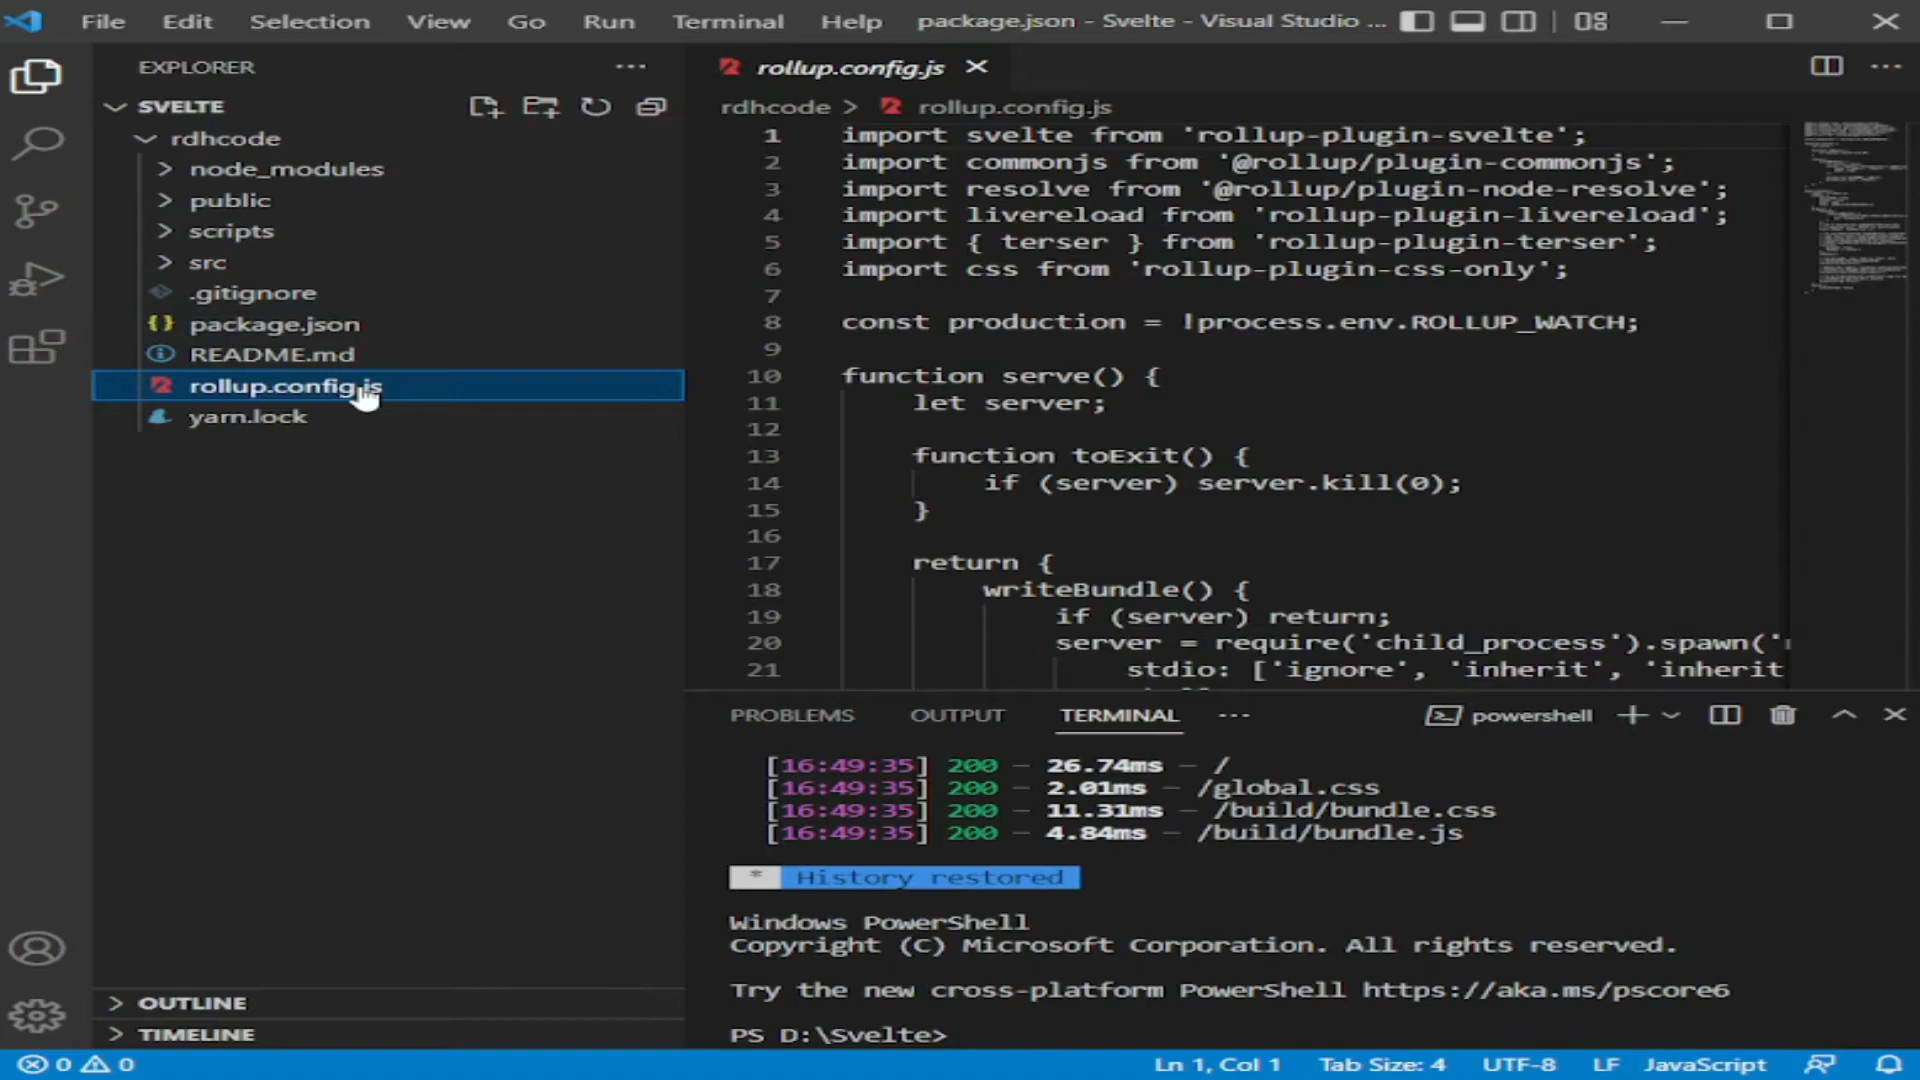 File Edit Selection View Go Run Terminal Help package.json - Svelte - Visual Studio ...
EXPLORER
SVELTE
rdhcode
node_modules
public
scripts
src
.gitignore
package.json
README.md
rollup.config.js
yarn.lock
OUTLINE
TIMELINE
rollup.config.js
rdhcode > rollup.config.js
1 import svelte from 'rollup-plugin-svelte';
2 import commonjs from '@rollup/plugin-commonjs';
3 import resolve from '@rollup/plugin-node-resolve';
4 import livereload from 'rollup-plugin-livereload';
5 import { terser } from 'rollup-plugin-terser';
6 import css from 'rollup-plugin-css-only';
7
8 const production = !process.env.ROLLUP_WATCH;
9
10 function serve() {
11 let server;
12
13 function toExit() {
14 if (server) server.kill(0);
15 }
16
17 return {
18 writeBundle() {
19 if (server) return;
20 server = require('child_process').spawn('
21 stdio: ['ignore', 'inherit', 'inherit
PROBLEMS OUTPUT TERMINAL ... powershell
[16:49:35] 200 — 26.74ms — /
[16:49:35] 200 — 2.01ms — /global.css
[16:49:35] 200 — 11.31ms — /build/bundle.css
[16:49:35] 200 — 4.84ms — /build/bundle.js
* History restored
Windows PowerShell
Copyright (C) Microsoft Corporation. All rights reserved.
Try the new cross-platform PowerShell https://aka.ms/pscore6
PS D:\Svelte>
0 0 Ln 1, Col 1 Tab Size: 4 UTF-8 LF JavaScript